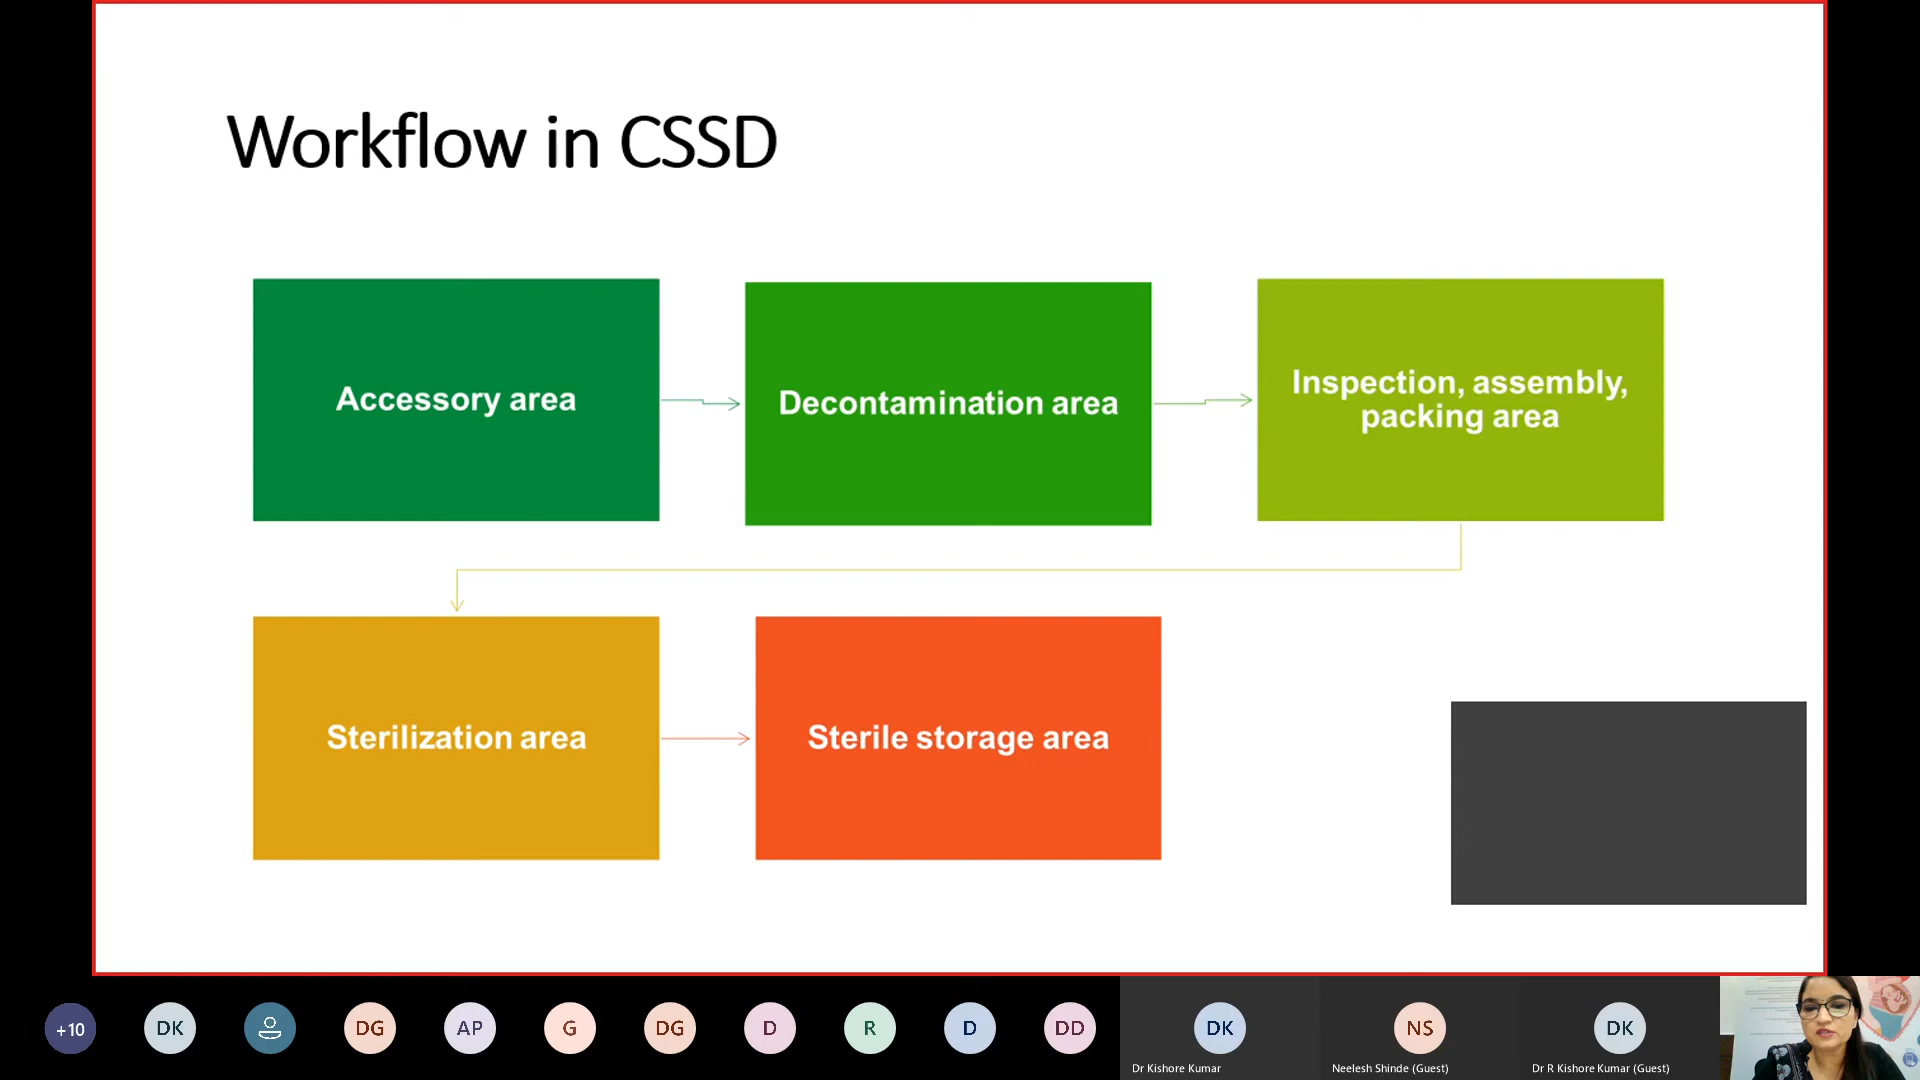 Workflow in CSSD
Accessory area
Decontamination area
Inspection, assembly,
packing area
Sterilization area
Sterile storage area
+10
DK
DG
AP
G
DG
D
R
D
DD
DK
NS
DK
Dr Kishore Kumar
Neelesh Shinde (Guest)
Dr R Kishore Kumar (Guest)